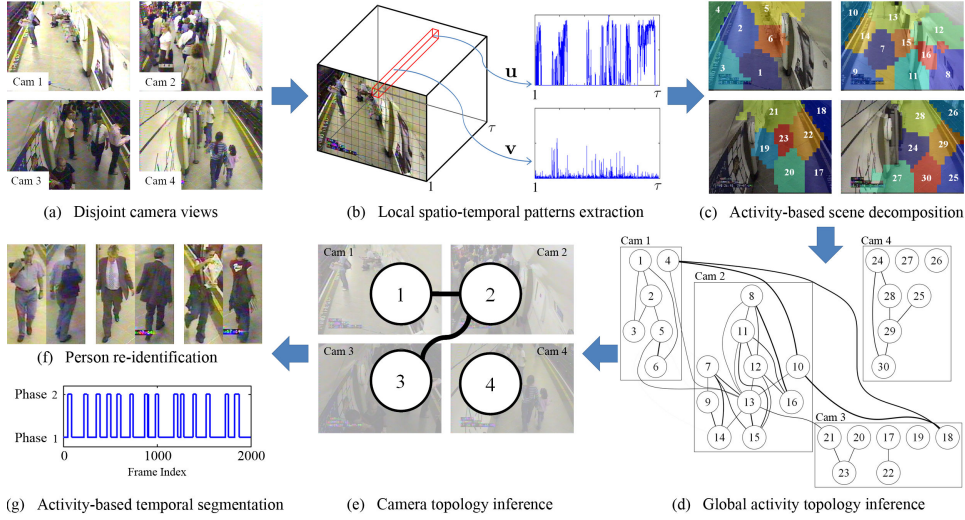 Cam 1
Cam 2
Cam 3
Cam 4
(a) Disjoint camera views
u
v
1
τ
1
τ
τ
1
(b) Local spatio-temporal patterns extraction
4
5
2
6
3
1
10
13
14
15
12
7
16
9
11
8
21
18
23
22
19
20
17
28
26
24
29
27
30
25
(c) Activity-based scene decomposition
Cam 1
1
4
2
3
5
6
Cam 2
8
11
7
12
10
9
13
16
14
15
Cam 4
24
27
26
28
25
29
30
Cam 3
21
20
17
19
18
23
22
(d) Global activity topology inference
Cam 1
Cam 2
1
2
Cam 3
Cam 4
3
4
(e) Camera topology inference
(f) Person re-identification
Phase 2
Phase 1
0
1000
2000
Frame Index
(g) Activity-based temporal segmentation